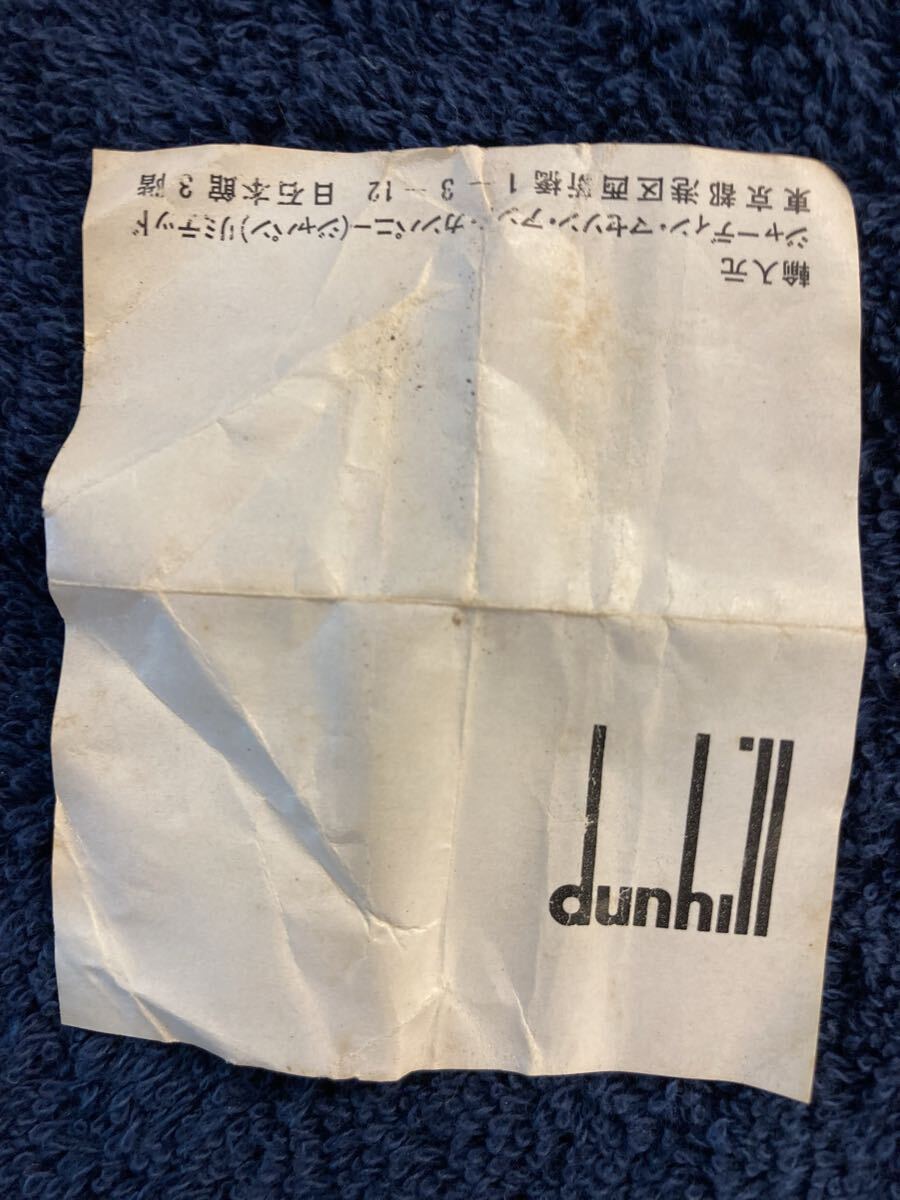 dunhill
輸入元
ジャーディン・マセソン・アンド・カンパニー(ジャパン)リミテッド
東京都港区西新橋1-3-12 日石本館3階